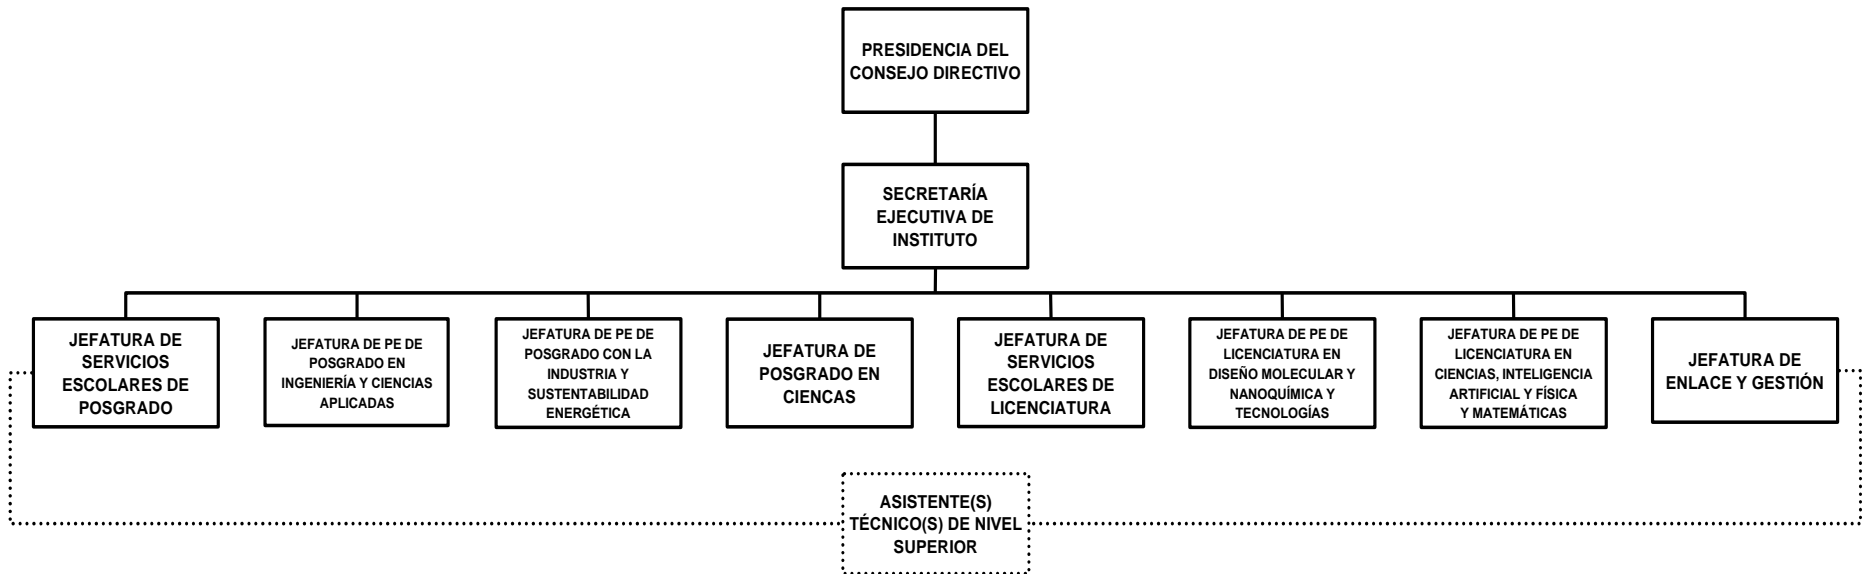 PRESIDENCIA DEL
CONSEJO DIRECTIVO
SECRETARÍA
EJECUTIVA DE
INSTITUTO
JEFATURA DE
SERVICIOS
ESCOLARES DE
POSGRADO
JEFATURA DE PE DE
POSGRADO EN
INGENIERÍA Y CIENCIAS
APLICADAS
JEFATURA DE PE DE
POSGRADO CON LA
INDUSTRIA Y
SUSTENTABILIDAD
ENERGÉTICA
JEFATURA DE
POSGRADO EN
CIENCAS
JEFATURA DE
SERVICIOS
ESCOLARES DE
LICENCIATURA
JEFATURA DE PE DE
LICENCIATURA EN
DISEÑO MOLECULAR Y
NANOQUÍMICA Y
TECNOLOGÍAS
JEFATURA DE PE DE
LICENCIATURA EN
CIENCIAS, INTELIGENCIA
ARTIFICIAL Y FÍSICA
Y MATEMÁTICAS
JEFATURA DE
ENLACE Y GESTIÓN
ASISTENTE(S)
TÉCNICO(S) DE NIVEL
SUPERIOR